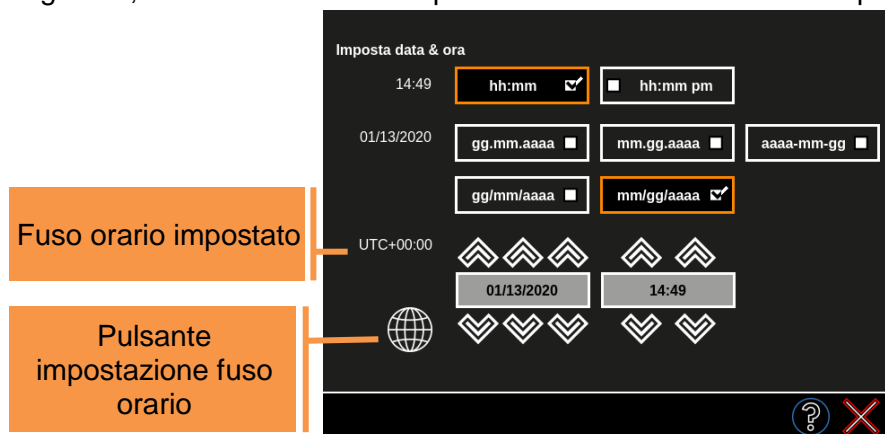 Imposta data & ora
14:49 hh:mm hh:mm pm
01/13/2020 gg.mm.aaaa mm.gg.aaaa aaaa-mm-gg
gg/mm/aaaa mm/gg/aaaa
Fuso orario impostato
UTC+00:00
01/13/2020 14:49
Pulsante
impostazione fuso
orario
?